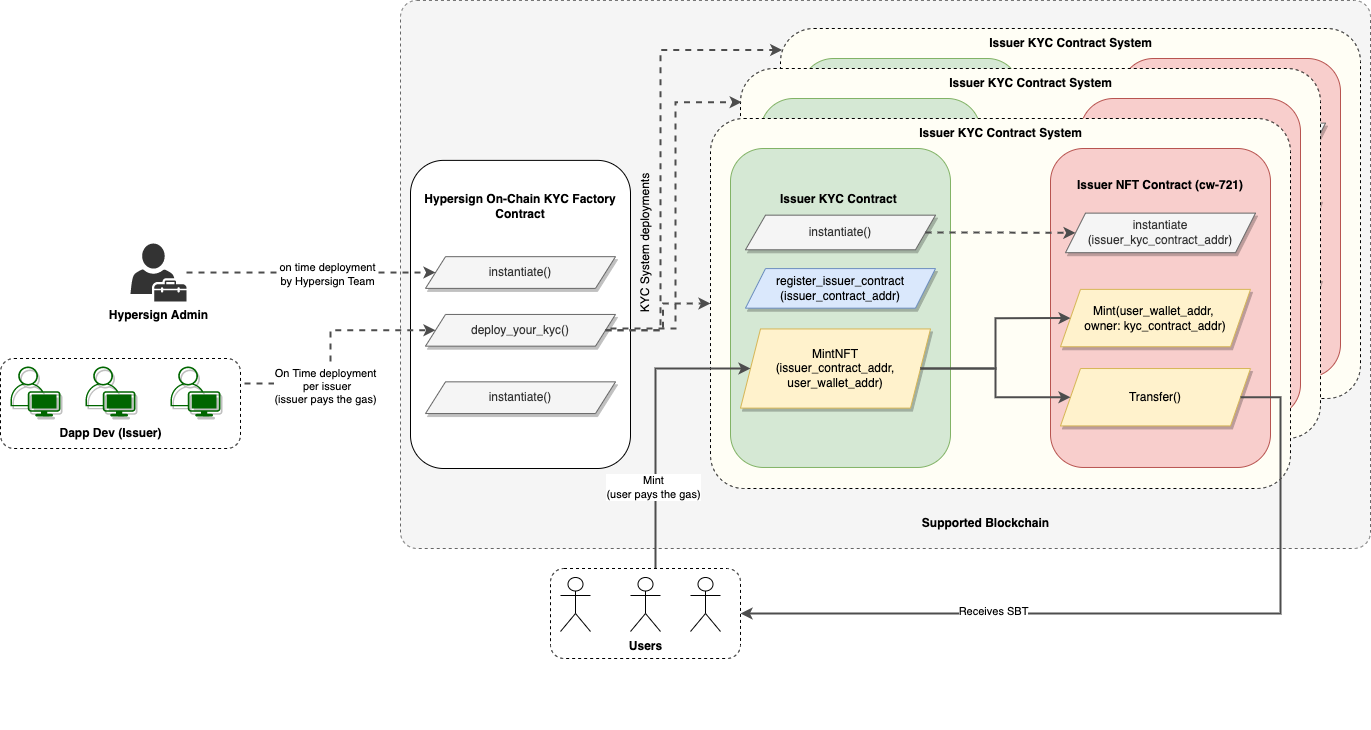 Issuer KYC Contract System
Issuer KYC Contract System
Issuer KYC Contract System
Hypersign On-Chain KYC Factory
Contract
instantiate()
deploy_your_kyc()
instantiate()
KYC System deployments
Issuer KYC Contract
instantiate()
register_issuer_contract
(issuer_contract_addr)
MintNFT
(issuer_contract_addr,
user_wallet_addr)
Issuer NFT Contract (cw-721)
instantiate
(issuer_kyc_contract_addr)
Mint(user_wallet_addr,
owner: kyc_contract_addr)
Transfer()
on time deployment
by Hypersign Team
Hypersign Admin
On Time deployment
per issuer
(issuer pays the gas)
Dapp Dev (Issuer)
Mint
(user pays the gas)
Supported Blockchain
Receives SBT
Users